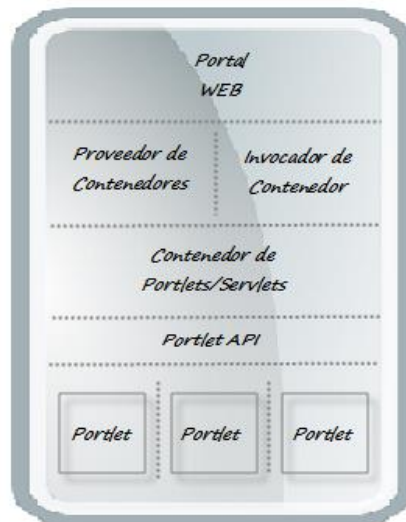 Portal
WEB
Proveedor de
Contenedores
Invocador de
Contenedor
Contenedor de
Portlets/Servlets
Portlet API
Portlet
Portlet
Portlet